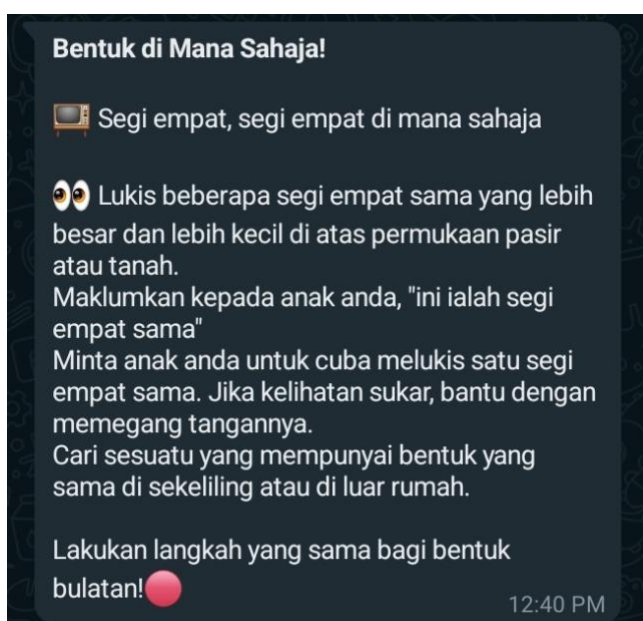 Bentuk di Mana Sahaja!
📺 Segi empat, segi empat di mana sahaja
👀 Lukis beberapa segi empat sama yang lebih
besar dan lebih kecil di atas permukaan pasir
atau tanah.
Maklumkan kepada anak anda, "ini ialah segi
empat sama"
Minta anak anda untuk cuba melukis satu segi
empat sama. Jika kelihatan sukar, bantu dengan
memegang tangannya.
Cari sesuatu yang mempunyai bentuk yang
sama di sekeliling atau di luar rumah.
Lakukan langkah yang sama bagi bentuk
bulatan!🔴
12:40 PM